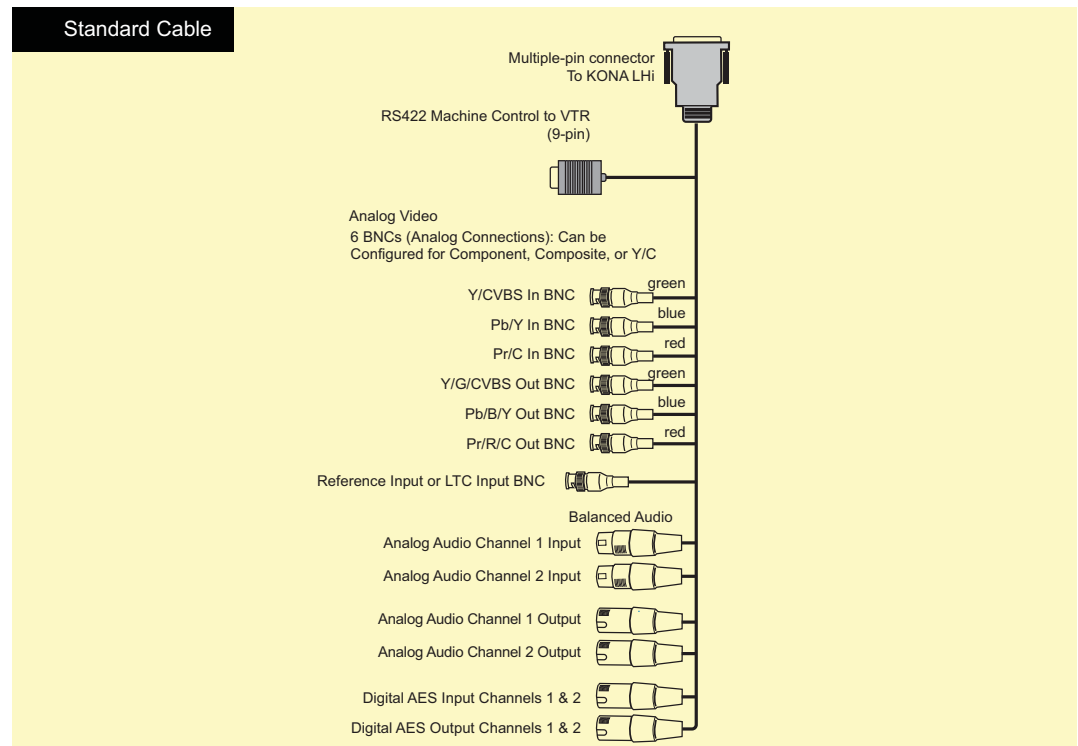 Standard Cable
Multiple-pin connector
To KONA LHi
RS422 Machine Control to VTR
(9-pin)
Analog Video
6 BNCs (Analog Connections): Can be
Configured for Component, Composite, or Y/C
green
Y/CVBS In BNC
blue
Pb/Y In BNC
red
Pr/C In BNC
green
Y/G/CVBS Out BNC
blue
Pb/B/Y Out BNC
red
Pr/R/C Out BNC
Reference Input or LTC Input BNC
Balanced Audio
Analog Audio Channel 1 Input
Analog Audio Channel 2 Input
Analog Audio Channel 1 Output
Analog Audio Channel 2 Output
Digital AES Input Channels 1 & 2
Digital AES Output Channels 1 & 2